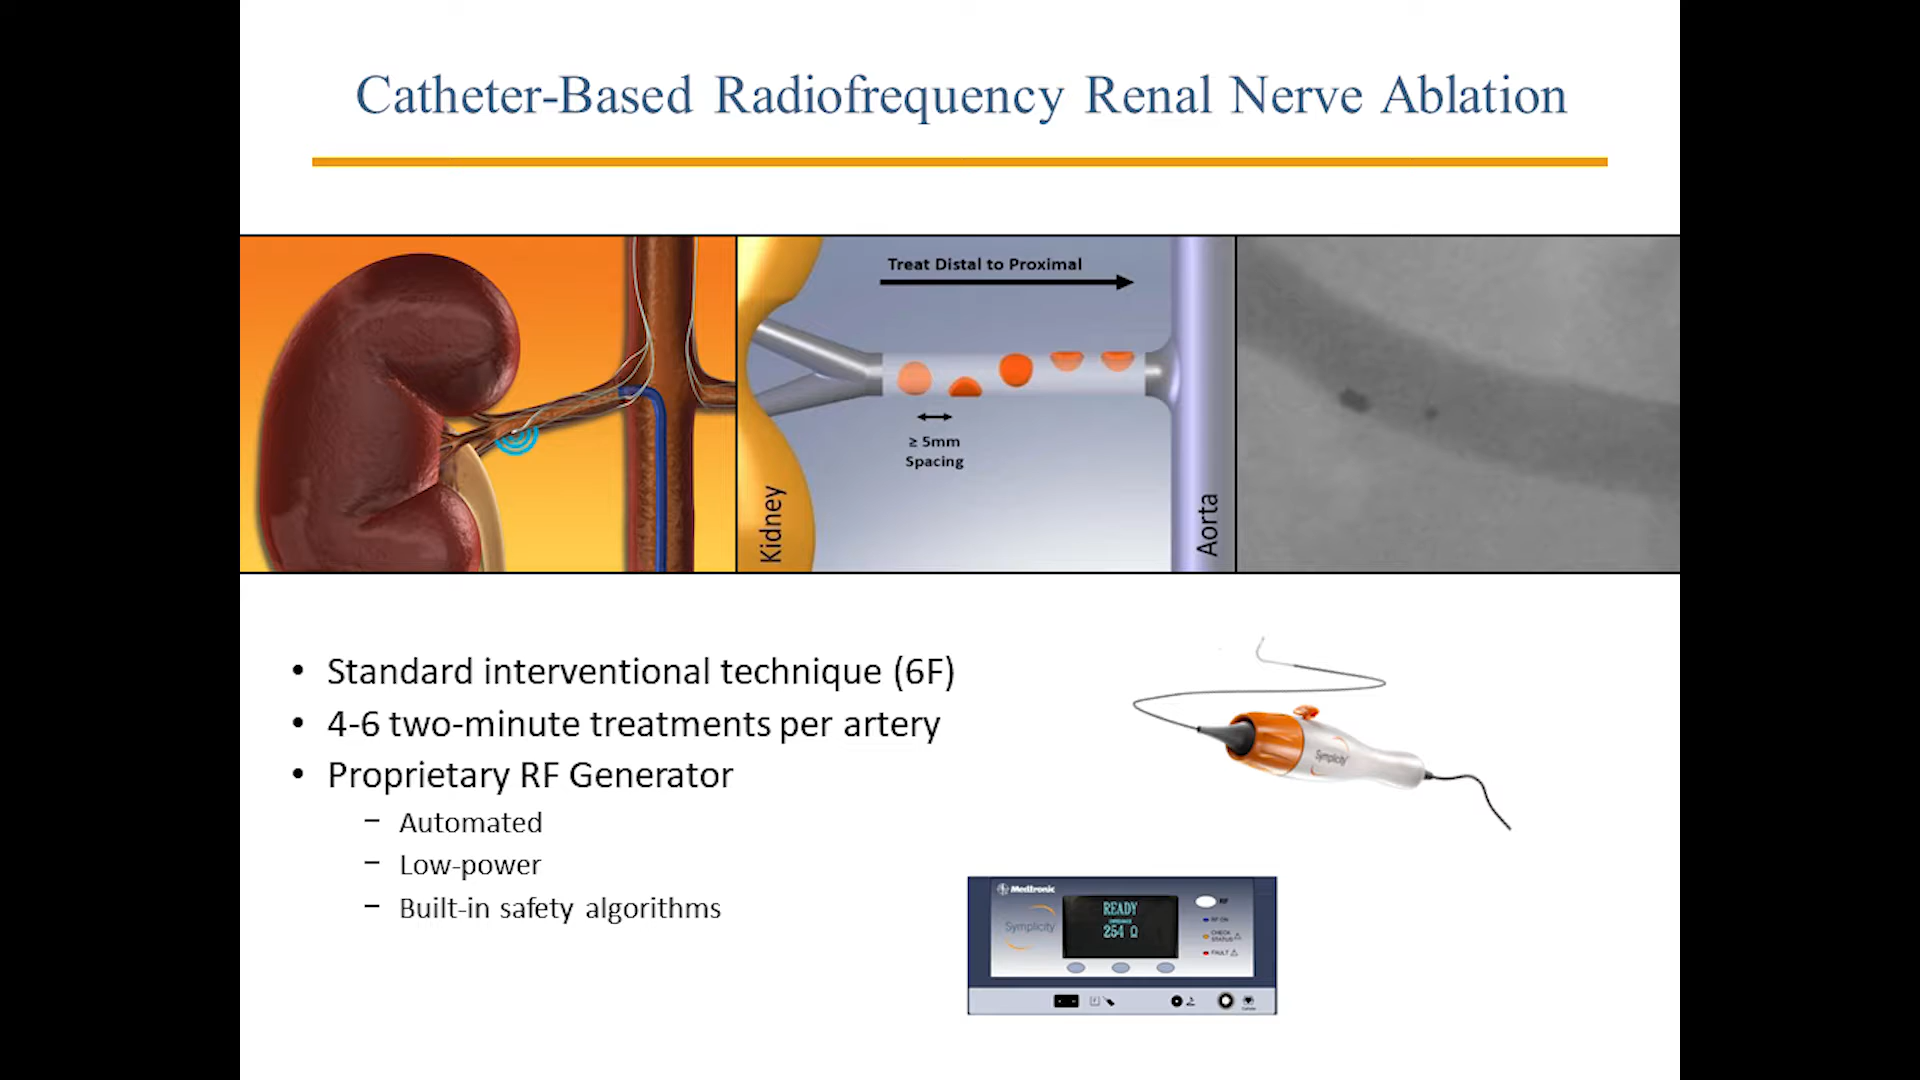 Catheter-Based Radiofrequency Renal Nerve Ablation
Treat Distal to Proximal
≥ 5mm
Spacing
Kidney
Aorta
• Standard interventional technique (6F)
• 4-6 two-minute treatments per artery
• Proprietary RF Generator
– Automated
– Low-power
– Built-in safety algorithms
Symplicity
Medtronic
Symplicity
READY
IMPEDANCE
254 Ω
RF
RF ON
CHECK
STATUS
FAULT